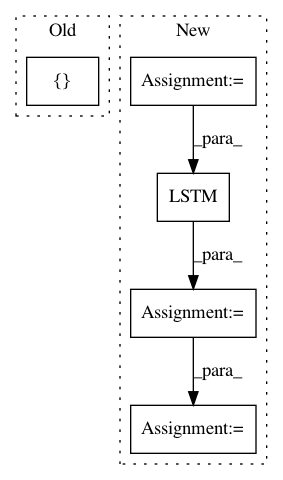 Old
New
{}
Assignment:=
_para_
LSTM
_para_
Assignment:=
_para_
Assignment:=